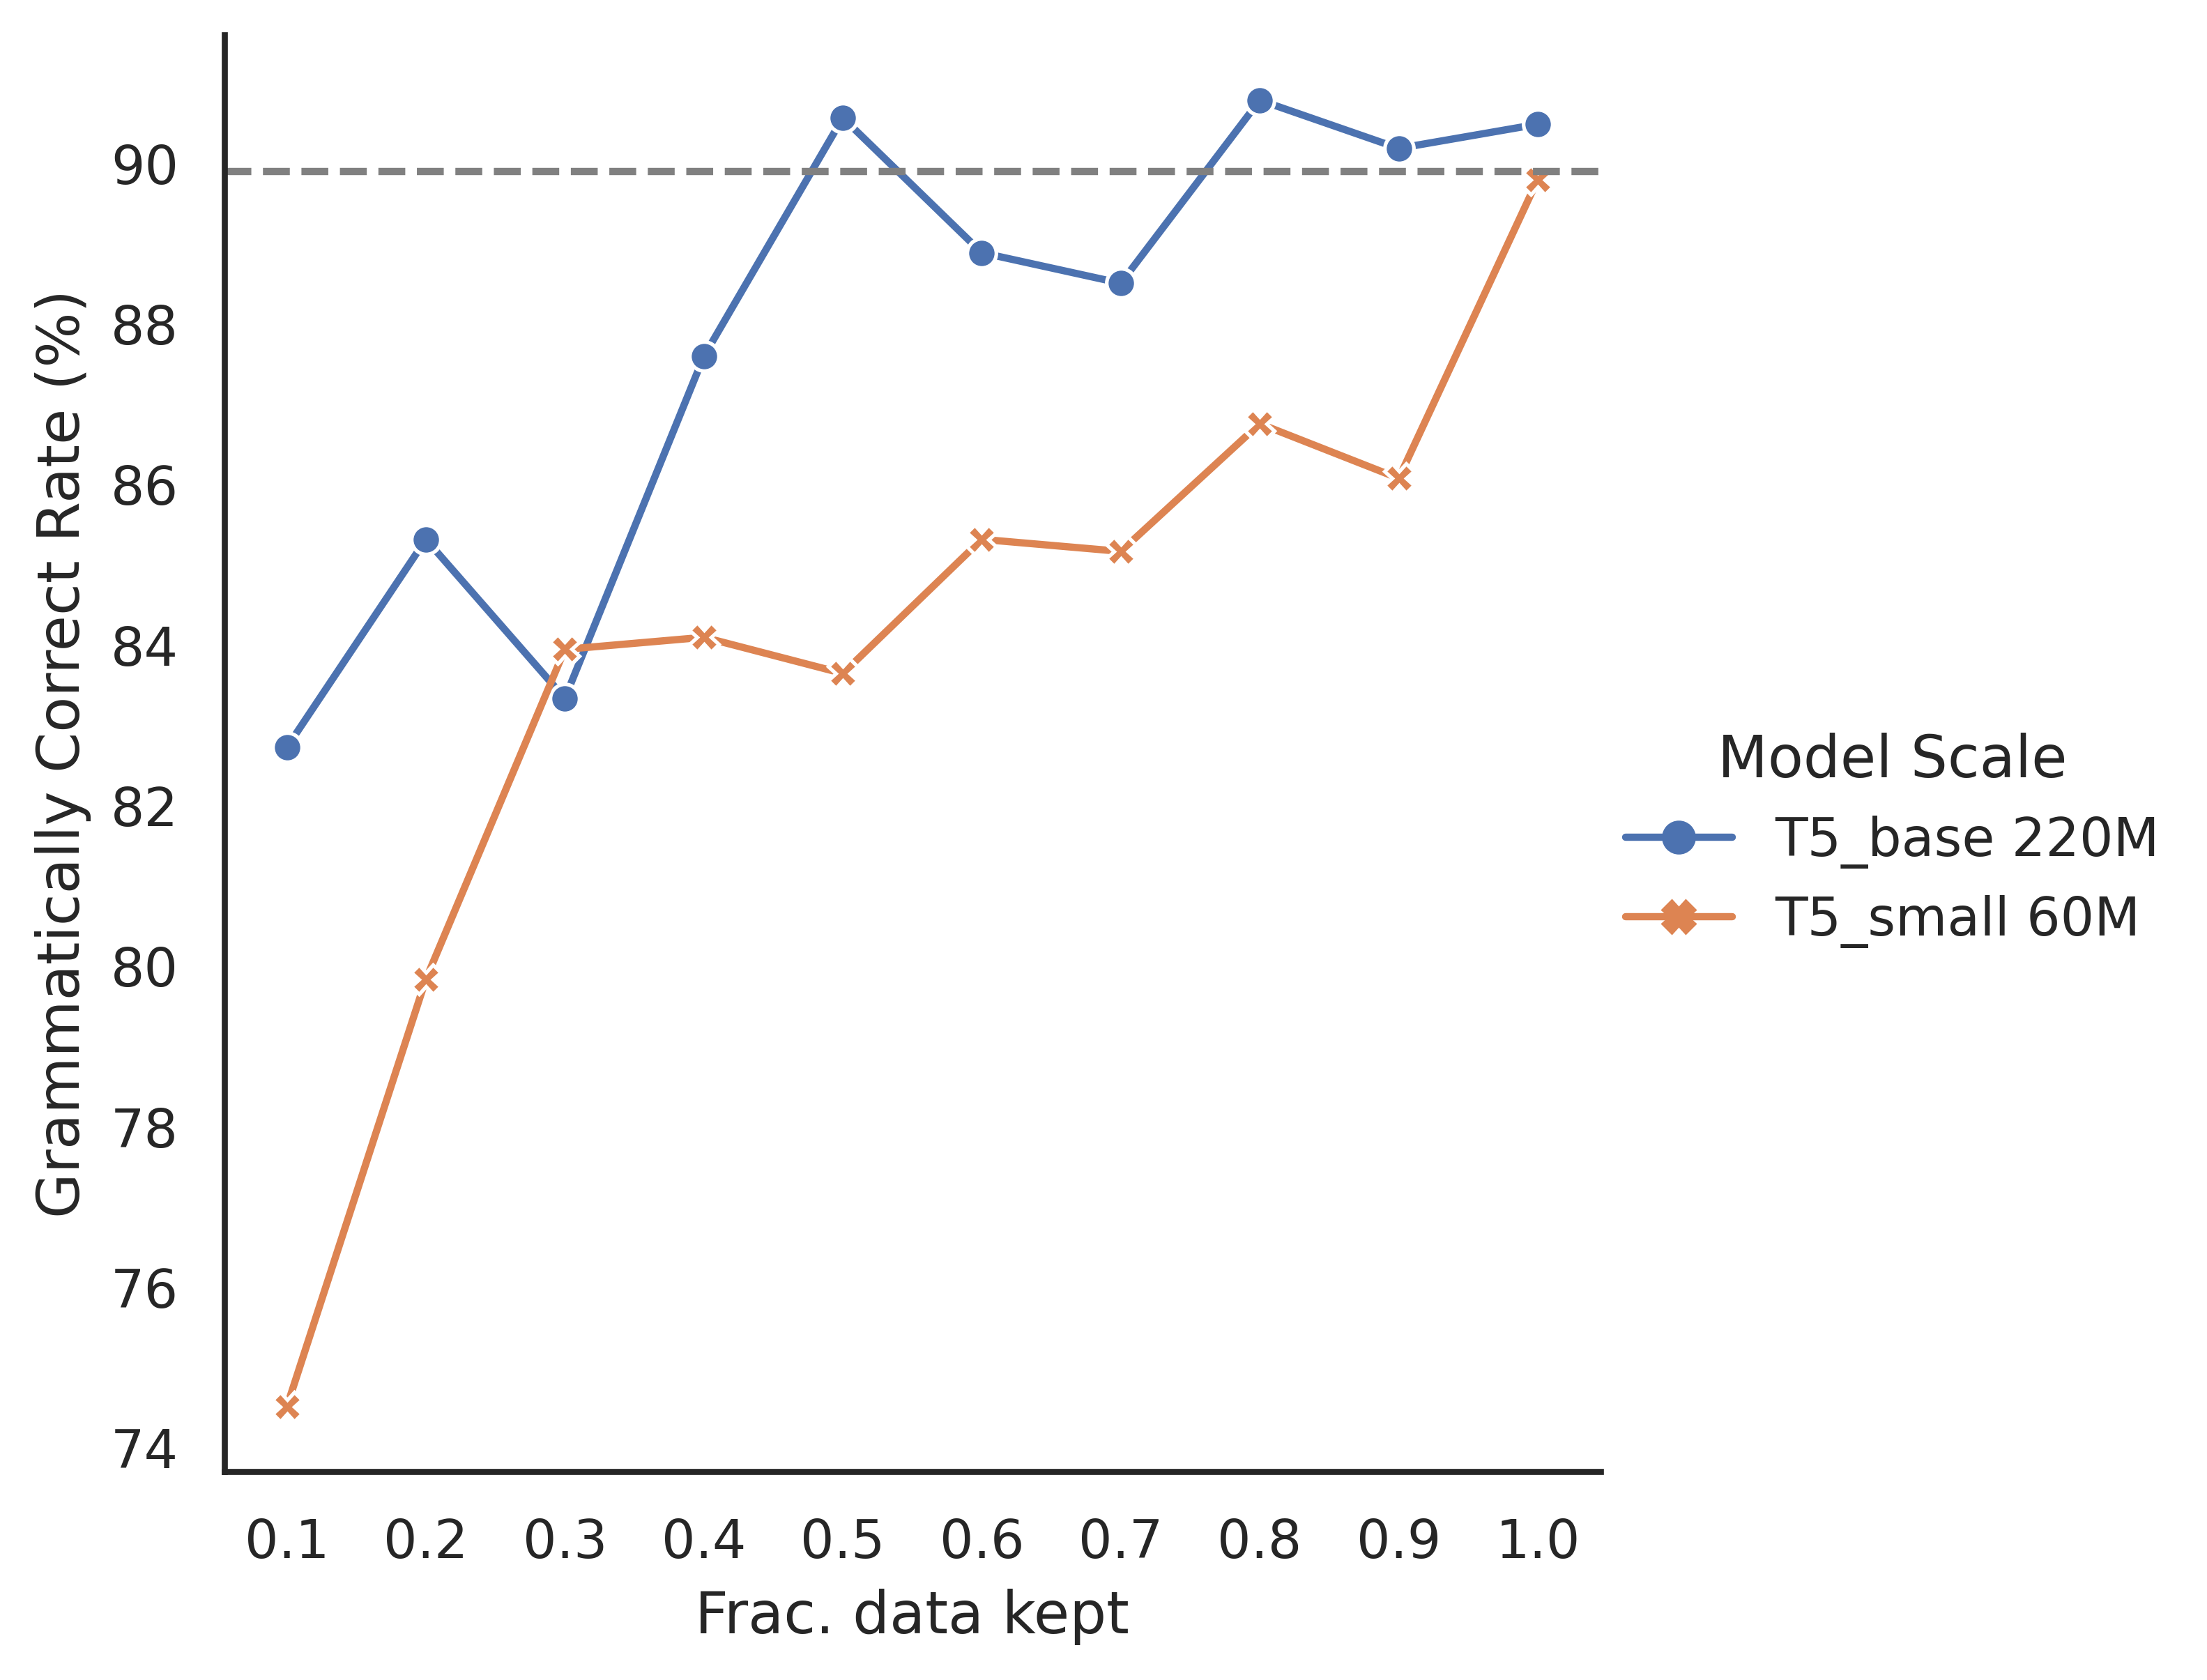 Grammatically Correct Rate (%)
90
88
86
84
82
80
78
76
74
0.1 0.2 0.3 0.4 0.5 0.6 0.7 0.8 0.9 1.0
Frac. data kept
Model Scale
T5_base 220M
T5_small 60M